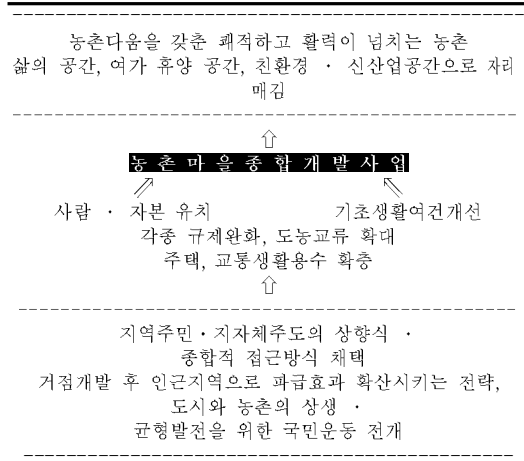 농촌다움을 갖춘 쾌적하고 활력이 넘치는 농촌
삶의 공간, 여가 휴양 공간, 친환경 · 신산업공간으로 자리
매김
⇧
농촌마을종합개발사업
⇗ ⇖
사람 · 자본 유치 기초생활여건개선
각종 규제완화, 도농교류 확대
주택, 교통생활용수 확충
⇧
지역주민·지자체주도의 상향식 ·
종합적 접근방식 채택
거점개발 후 인근지역으로 파급효과 확산시키는 전략,
도시와 농촌의 상생 ·
균형발전을 위한 국민운동 전개